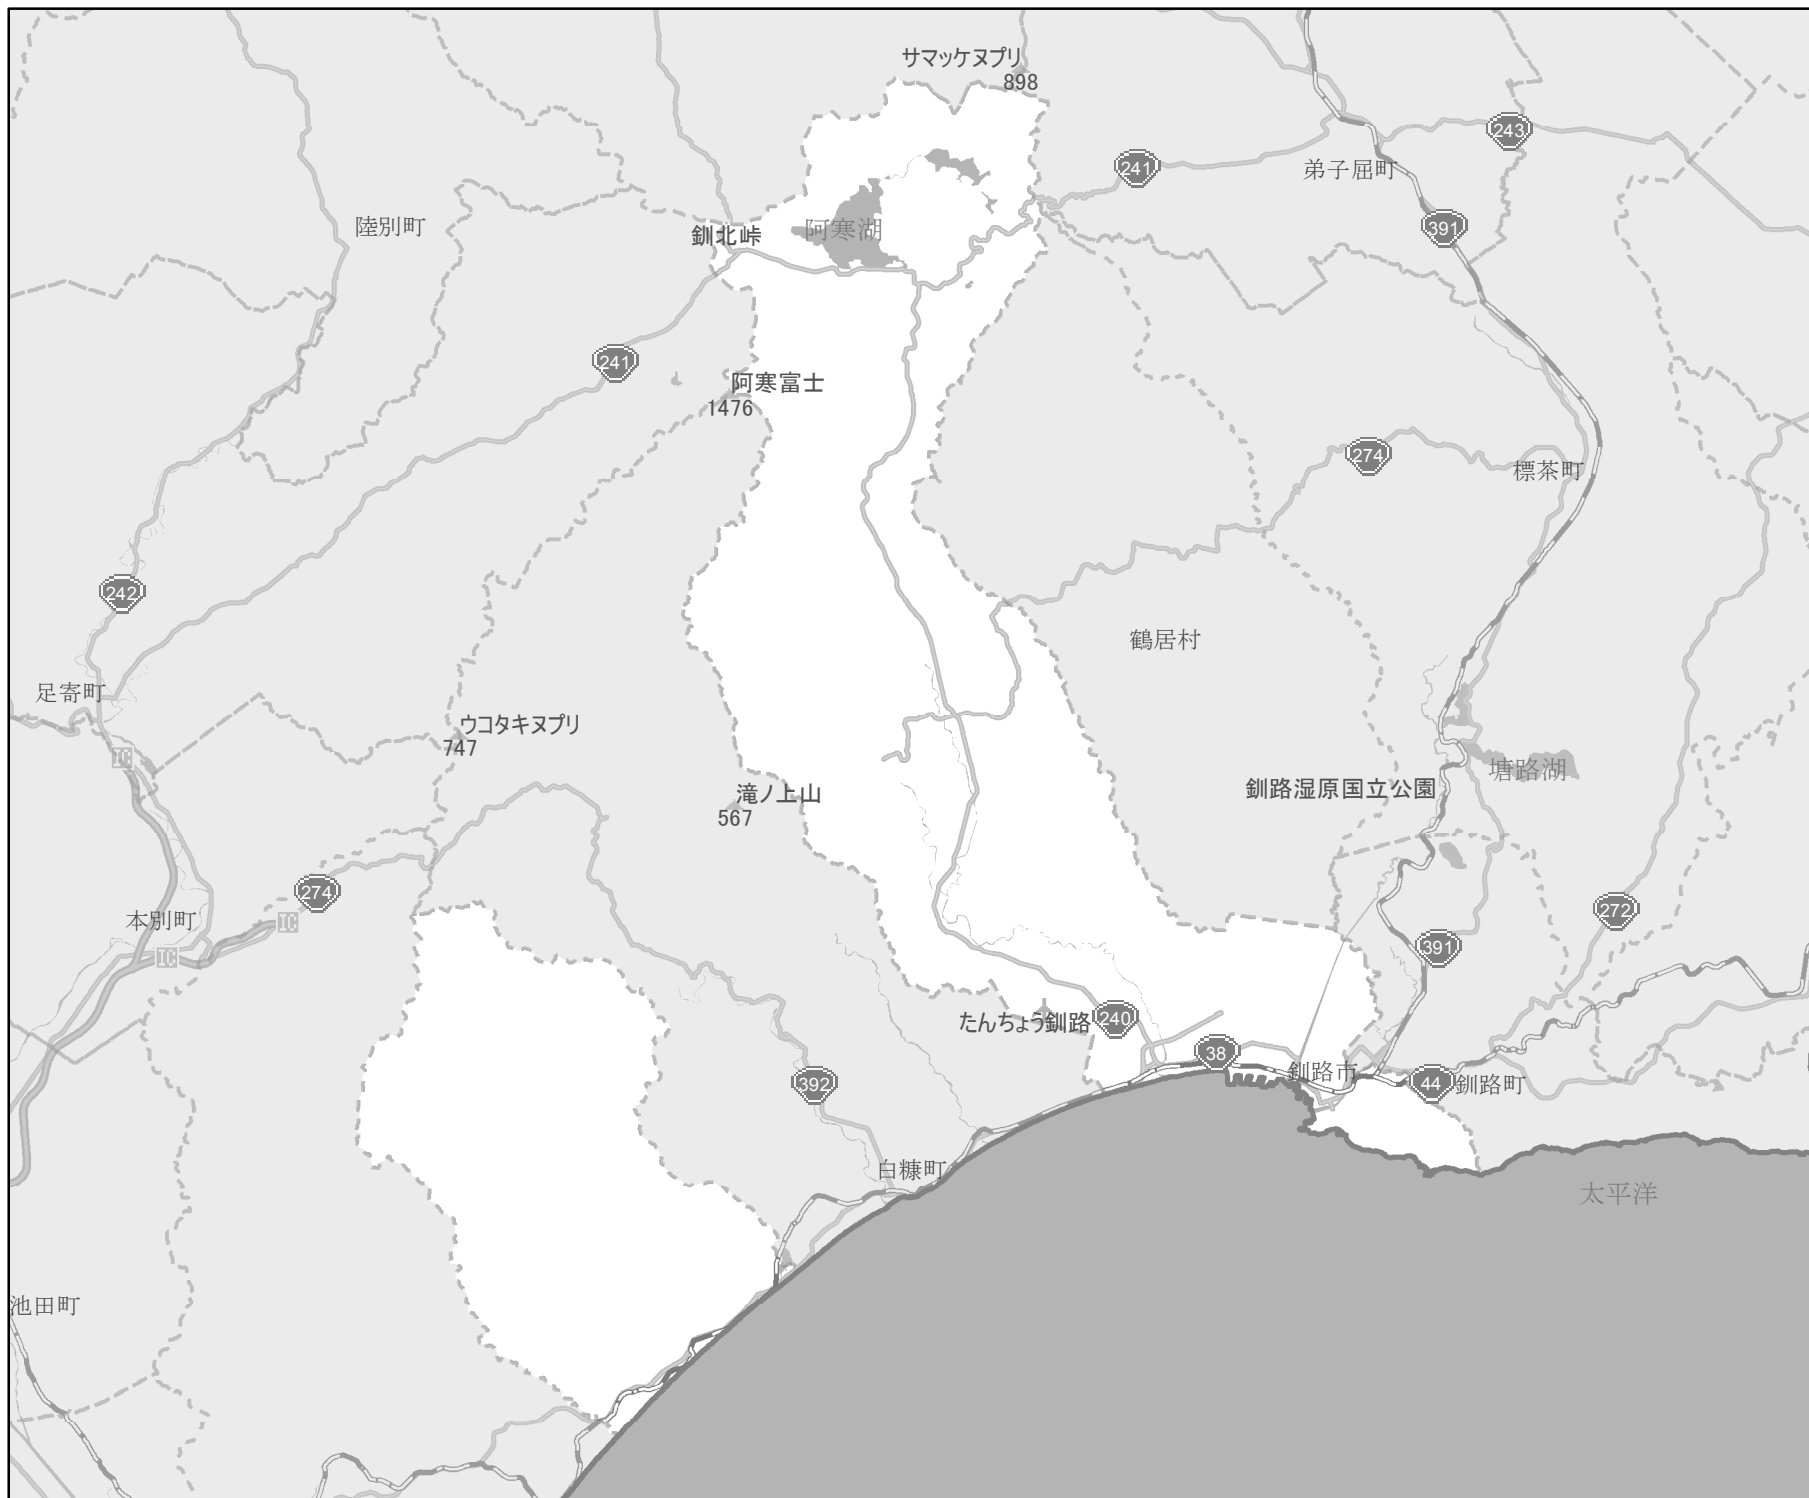 サマッケヌプリ
898
243
241
弟子屈町
陸別町
釧北峠
阿寒湖
391
241
阿寒富士
1476
274
標茶町
242
鶴居村
足寄町
ウコタキヌプリ
747
IC
塘路湖
釧路湿原国立公園
滝ノ上山
567
274
本別町
IC
272
391
IC
たんちょう釧路
240
38
釧路市
392
44
釧路町
白糠町
太平洋
池田町